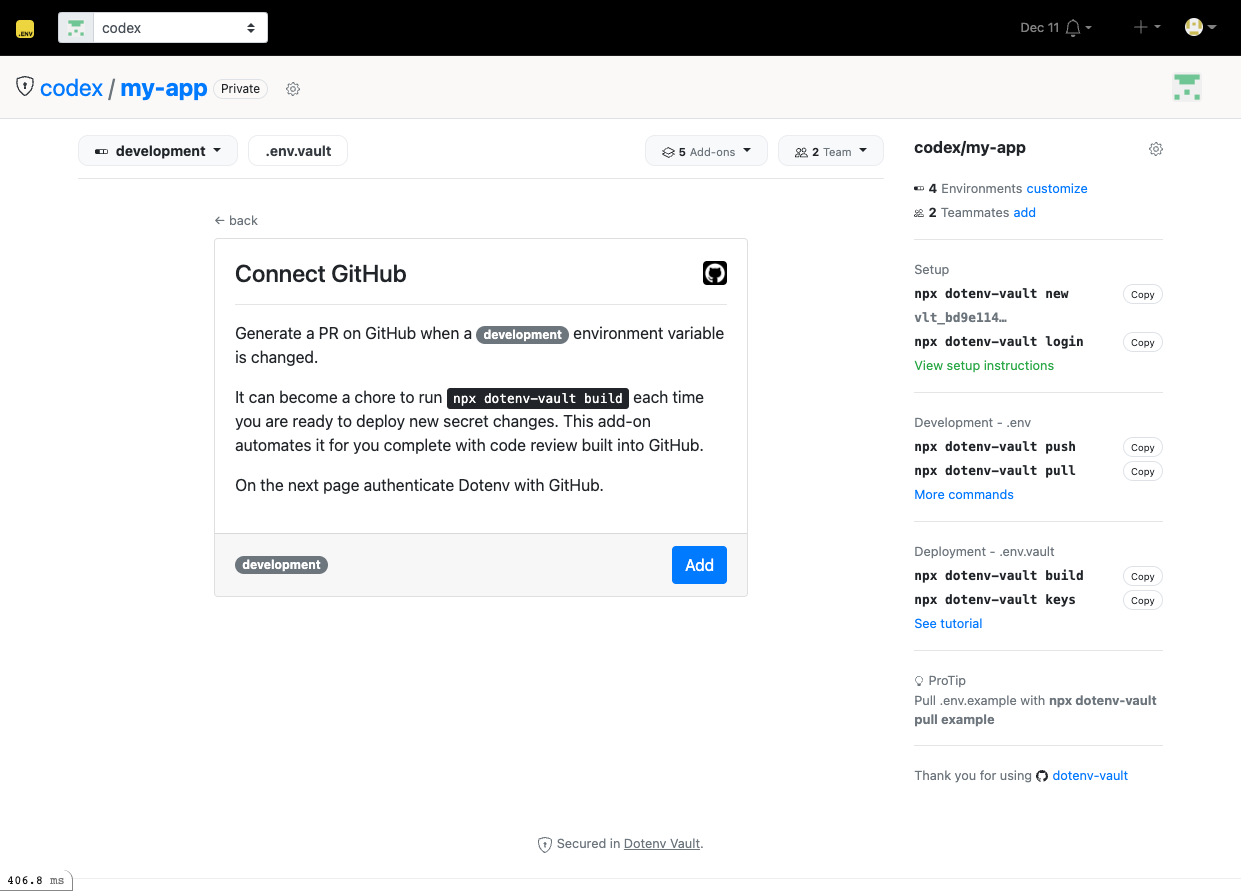 .ENV
codex
Dec 11
codex / my-app Private
development
.env.vault
5 Add-ons
2 Team
← back
Connect GitHub
Generate a PR on GitHub when a development environment variable
is changed.
It can become a chore to run npx dotenv-vault build each time
you are ready to deploy new secret changes. This add-on
automates it for you complete with code review built into GitHub.
On the next page authenticate Dotenv with GitHub.
development
Add
codex/my-app
4 Environments customize
2 Teammates add
Setup
npx dotenv-vault new Copy
vlt_bd9e114…
npx dotenv-vault login Copy
View setup instructions
Development - .env
npx dotenv-vault push Copy
npx dotenv-vault pull Copy
More commands
Deployment - .env.vault
npx dotenv-vault build Copy
npx dotenv-vault keys Copy
See tutorial
ProTip
Pull .env.example with npx dotenv-vault
pull example
Thank you for using dotenv-vault
Secured in Dotenv Vault.
406.8 ms